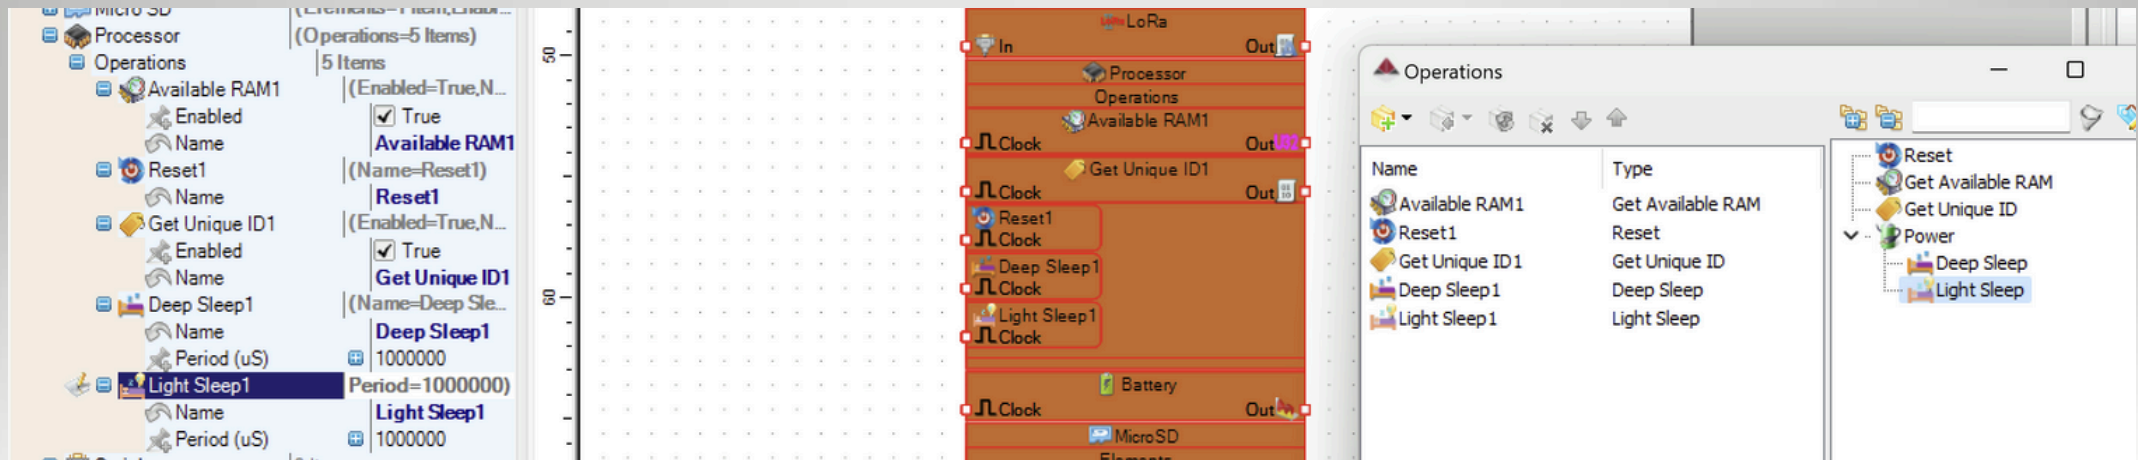 Micro SD (Elements=1 Item,Enabl...
Processor (Operations=5 Items)
Operations 5 Items
Available RAM1 (Enabled=True,N...
Enabled True
Name Available RAM1
Reset1 (Name=Reset1)
Name Reset1
Get Unique ID1 (Enabled=True,N...
Enabled True
Name Get Unique ID1
Deep Sleep1 (Name=Deep Sle...
Name Deep Sleep1
Period (uS) 1000000
Light Sleep1 Period=1000000)
Name Light Sleep1
Period (uS) 1000000
50
60
LoRa
In Out
Processor
Operations
Available RAM1
Clock Out U32
Get Unique ID1
Clock Out
Reset1
Clock
Deep Sleep1
Clock
Light Sleep1
Clock
Battery
Clock Out
MicroSD
Elements
Operations
Name Type
Available RAM1 Get Available RAM
Reset1 Reset
Get Unique ID1 Get Unique ID
Deep Sleep1 Deep Sleep
Light Sleep1 Light Sleep
Reset
Get Available RAM
Get Unique ID
Power
Deep Sleep
Light Sleep